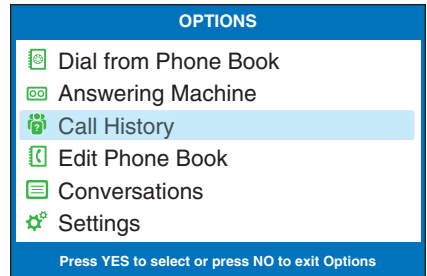 OPTIONS
Dial from Phone Book
Answering Machine
Call History
Edit Phone Book
Conversations
Settings
Press YES to select or press NO to exit Options